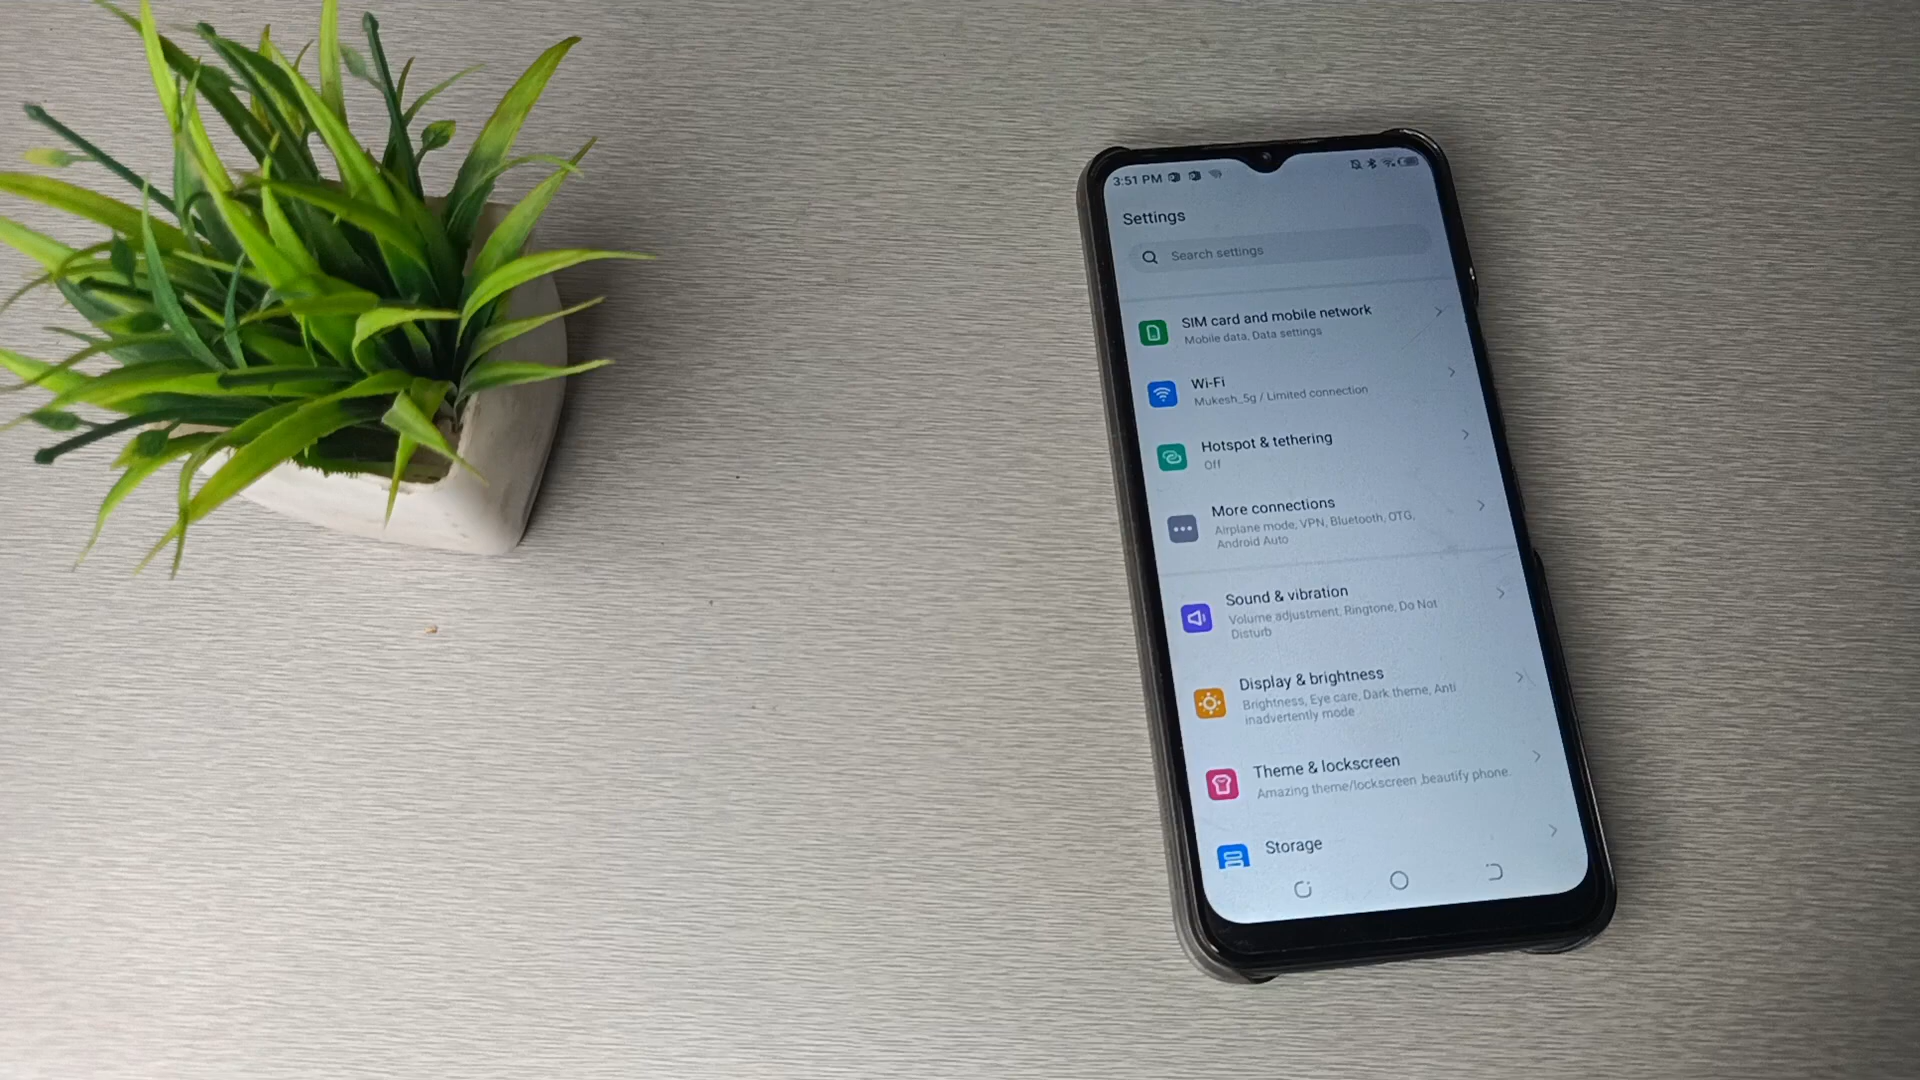 3:51 PM
Settings
Search settings
SIM card and mobile network
Mobile data, Data settings
Wi-Fi
Mukesh_5g / Limited connection
Hotspot & tethering
Off
More connections
Airplane mode, VPN, Bluetooth, OTG,
Android Auto
Sound & vibration
Volume adjustment, Ringtone, Do Not
Disturb
Display & brightness
Brightness, Eye care, Dark theme, Anti
inadvertently mode
Theme & lockscreen
Amazing theme/lockscreen ,beautify phone.
Storage